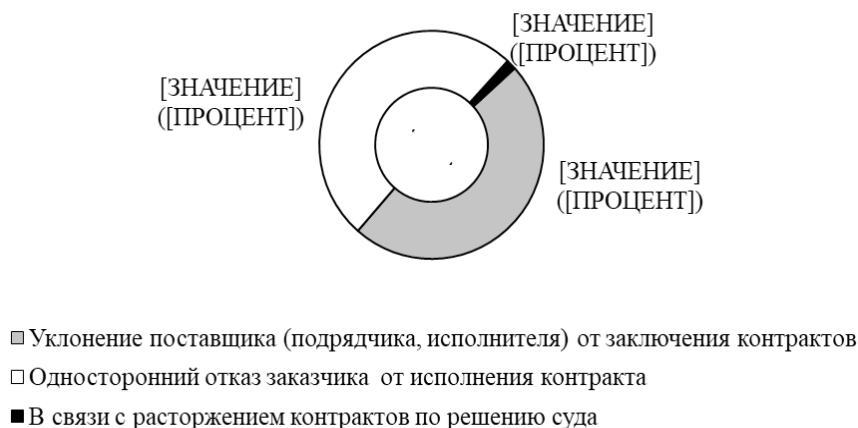 [ЗНАЧЕНИЕ]
([ПРОЦЕНТ])
[ЗНАЧЕНИЕ]
([ПРОЦЕНТ])
[ЗНАЧЕНИЕ]
([ПРОЦЕНТ])
Уклонение поставщика (подрядчика, исполнителя) от заключения контрактов
Односторонний отказ заказчика от исполнения контракта
В связи с расторжением контрактов по решению суда